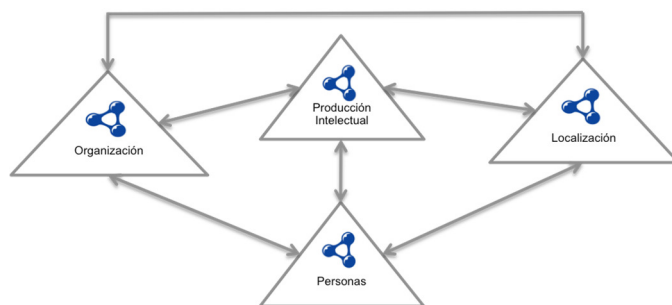 Producción
Intelectual
Organización
Localización
Personas